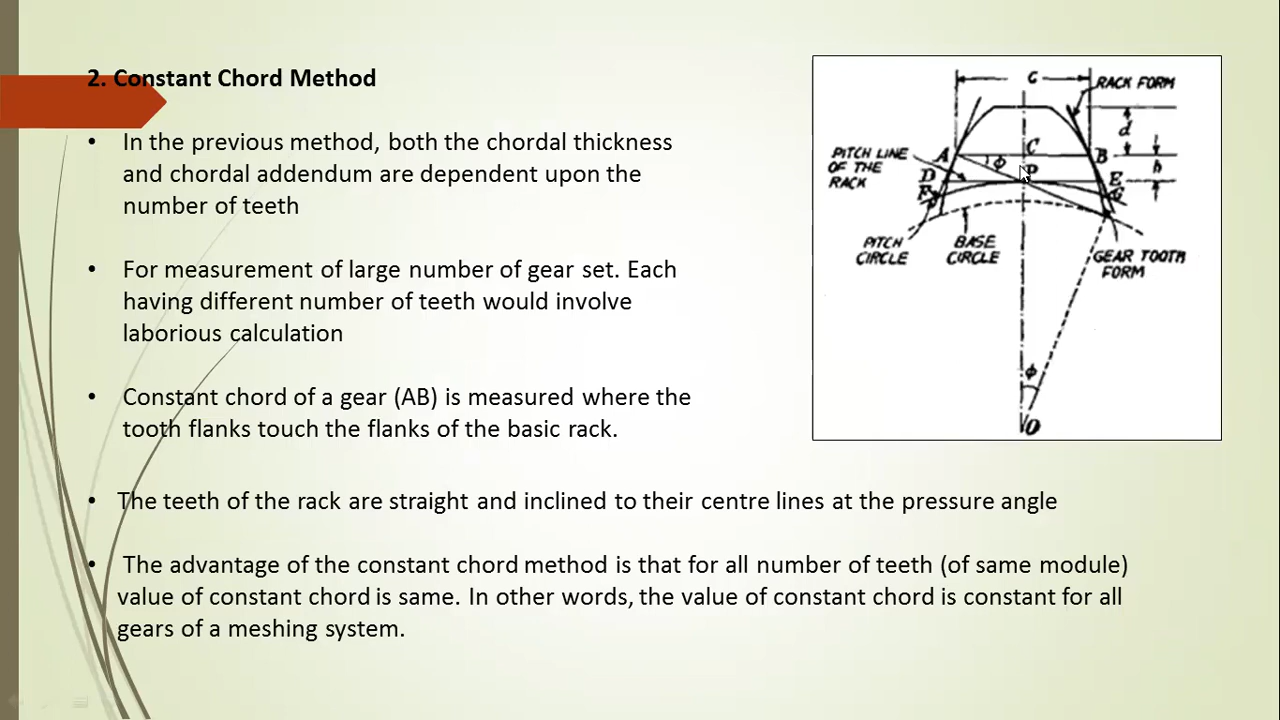 2. Constant Chord Method
• In the previous method, both the chordal thickness
and chordal addendum are dependent upon the
number of teeth
• For measurement of large number of gear set. Each
having different number of teeth would involve
laborious calculation
• Constant chord of a gear (AB) is measured where the
tooth flanks touch the flanks of the basic rack.
• The teeth of the rack are straight and inclined to their centre lines at the pressure angle
• The advantage of the constant chord method is that for all number of teeth (of same module)
value of constant chord is same. In other words, the value of constant chord is constant for all
gears of a meshing system.
RACK FORM
d
A
ϕ
C
B
h
PITCH LINE
OF THE
RACK
D
P
E
F
G
PITCH
CIRCLE
BASE
CIRCLE
GEAR TOOTH
FORM
ϕ
O